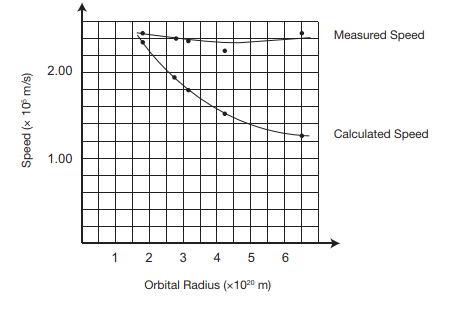 Measured Speed
2.00
Speed (× 10⁵ m/s)
Calculated Speed
1.00
1 2 3 4 5 6
Orbital Radius (×10²⁰ m)